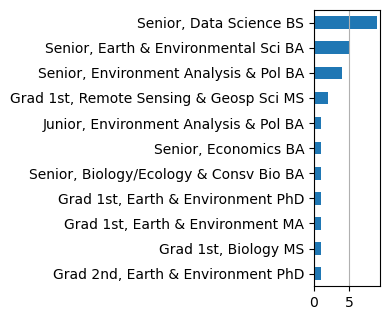 Senior, Data Science BS
Senior, Earth & Environmental Sci BA
Senior, Environment Analysis & Pol BA
Grad 1st, Remote Sensing & Geosp Sci MS
Junior, Environment Analysis & Pol BA
Senior, Economics BA
Senior, Biology/Ecology & Consv Bio BA
Grad 1st, Earth & Environment PhD
Grad 1st, Earth & Environment MA
Grad 1st, Biology MS
Grad 2nd, Earth & Environment PhD
0 5